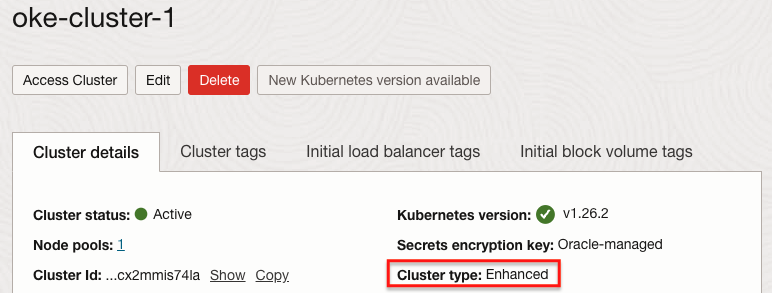 oke-cluster-1
Access Cluster Edit Delete New Kubernetes version available
Cluster details Cluster tags Initial load balancer tags Initial block volume tags
Cluster status: Active Kubernetes version: v1.26.2
Node pools: 1 Secrets encryption key: Oracle-managed
Cluster Id: ...cx2mmis74la Show Copy Cluster type: Enhanced